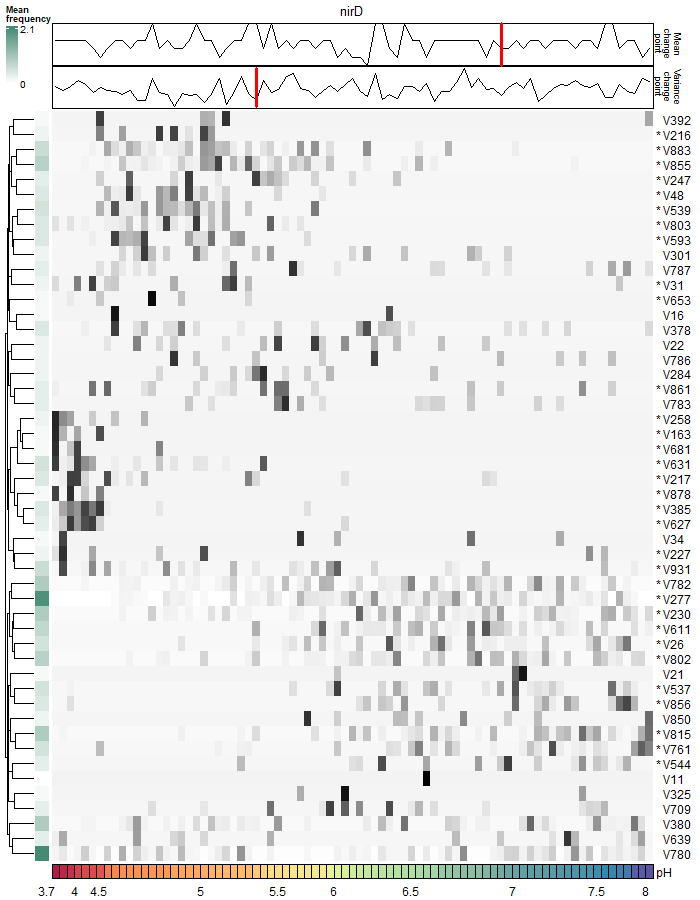 nirD
Mean
frequency
2.1
0
Mean
change
point
Variance
change
point
V392
*V216
*V883
*V855
*V247
*V48
*V539
*V803
*V593
V301
V787
*V31
*V653
V16
V378
V22
V786
V284
*V861
V783
*V258
*V163
*V681
*V631
*V217
*V878
*V385
*V627
V34
*V227
*V931
*V782
*V277
*V230
*V611
*V26
*V802
V21
*V537
*V856
V850
*V815
*V761
*V544
V11
V325
V709
V380
V639
V780
pH
3.7 4 4.5 5 5.5 6 6.5 7 7.5 8